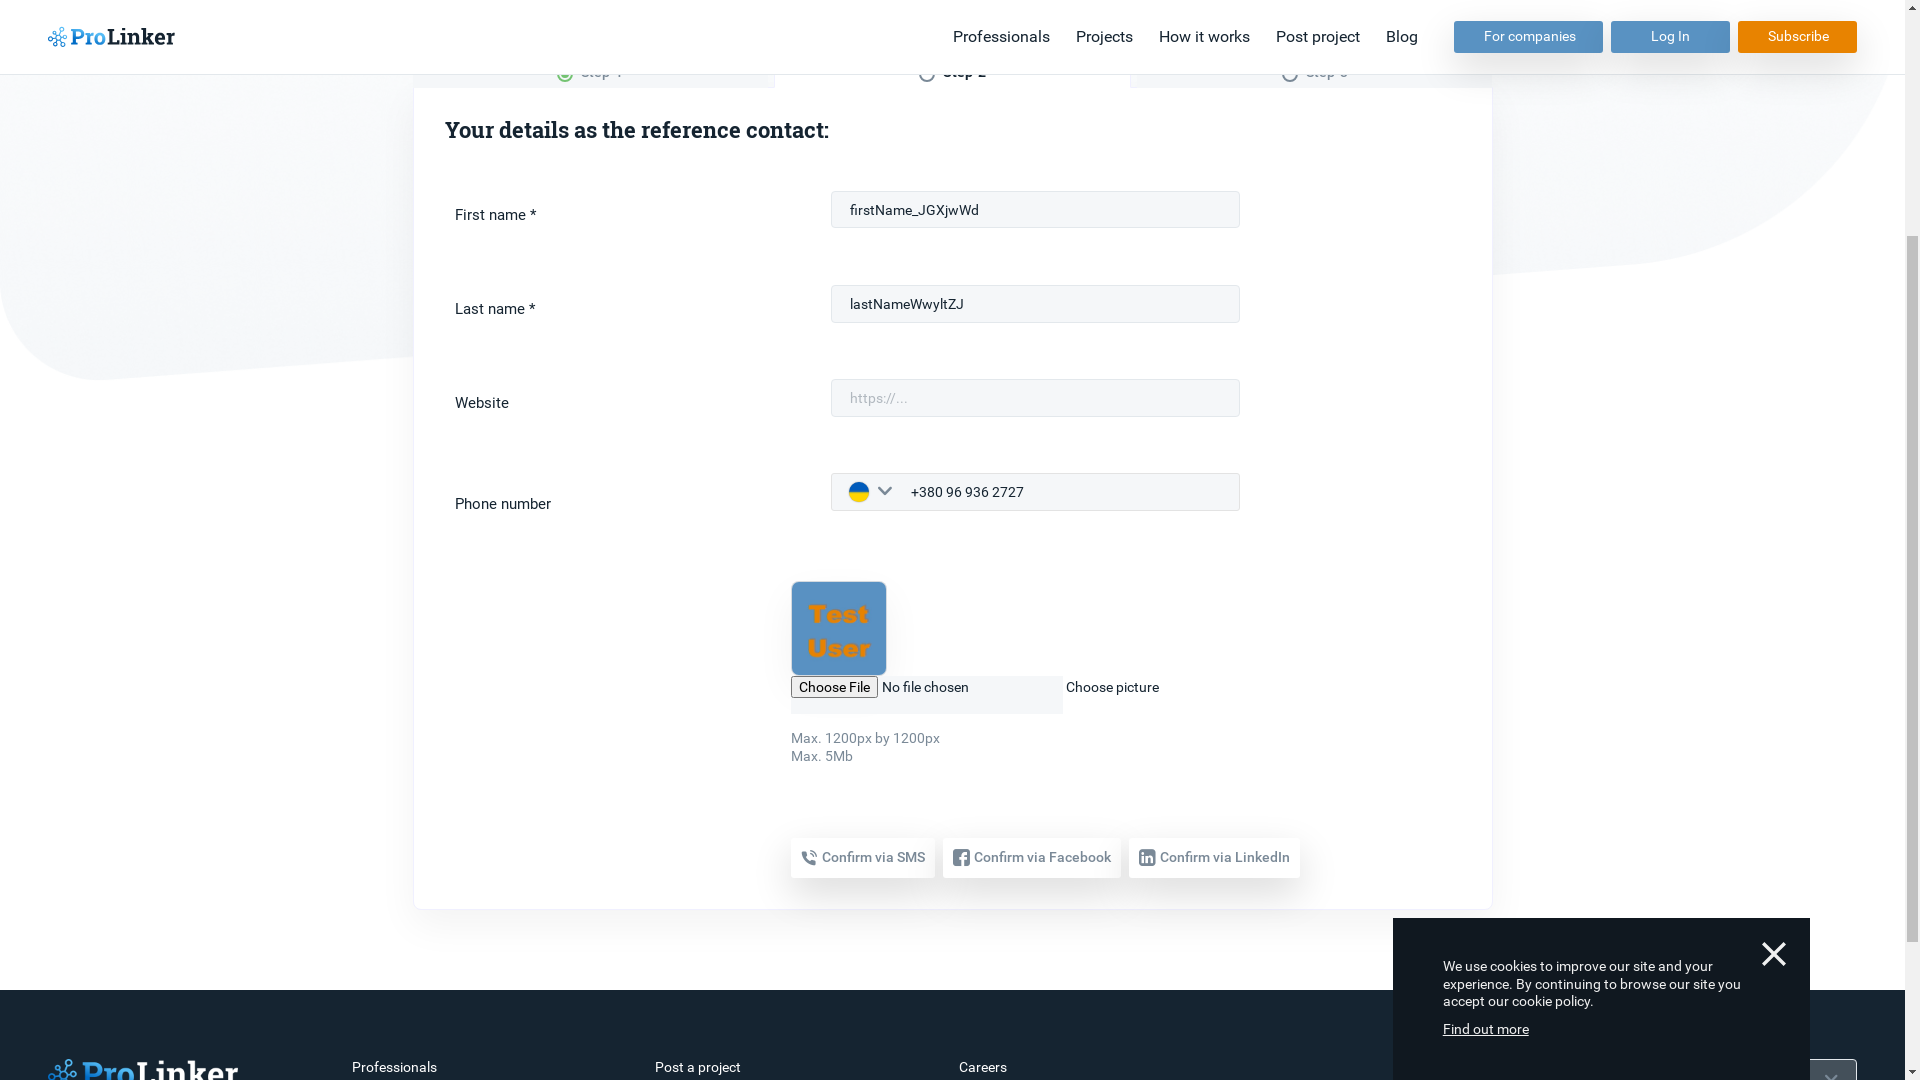 ProLinker
Professionals
Projects
How it works
Post project
Blog
For companies
Log In
Subscribe
Step 1
Step 2
Step 3
Your details as the reference contact:
First name *
firstName_JGXjwWd
Last name *
lastNameWwyltZJ
Website
https://...
Phone number
+380 96 936 2727
Test
User
Choose File No file chosen Choose picture
Max. 1200px by 1200px
Max. 5Mb
Confirm via SMS
Confirm via Facebook
Confirm via LinkedIn
We use cookies to improve our site and your
experience. By continuing to browse our site you
accept our cookie policy.
Find out more
ProLinker
Professionals
Post a project
Careers